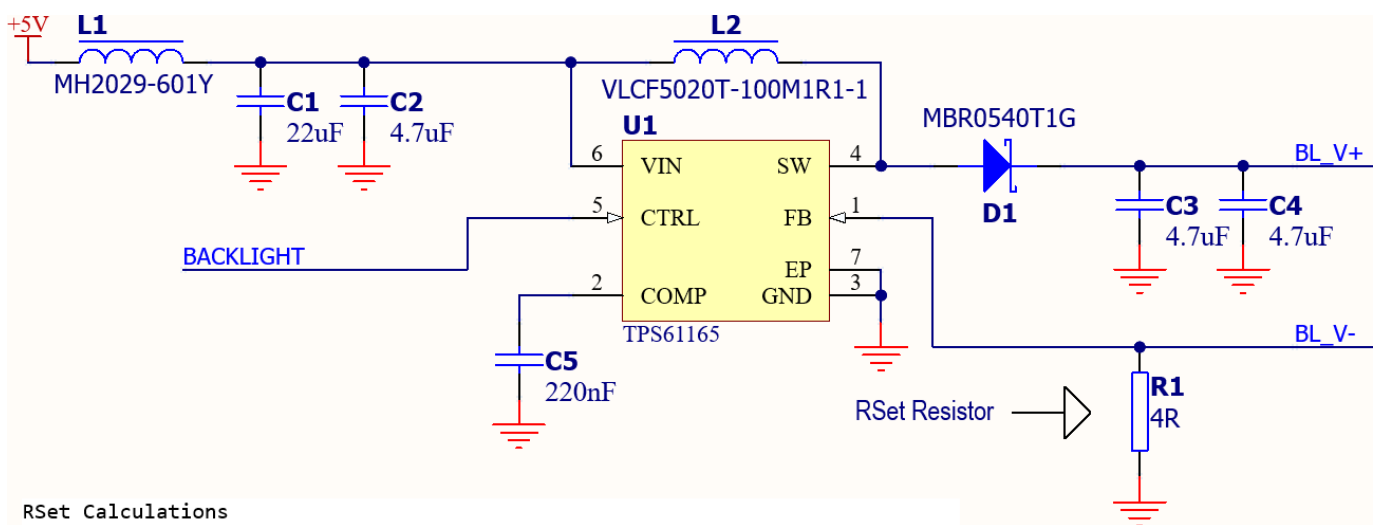 +5V
L1
MH2029-601Y
C1
22uF
C2
4.7uF
L2
VLCF5020T-100M1R1-1
U1
6
VIN
SW
4
5
CTRL
FB
1
EP
7
2
COMP
GND
3
TPS61165
BACKLIGHT
C5
220nF
MBR0540T1G
D1
BL_V+
C3
4.7uF
C4
4.7uF
BL_V-
RSet Resistor
R1
4R
RSet Calculations